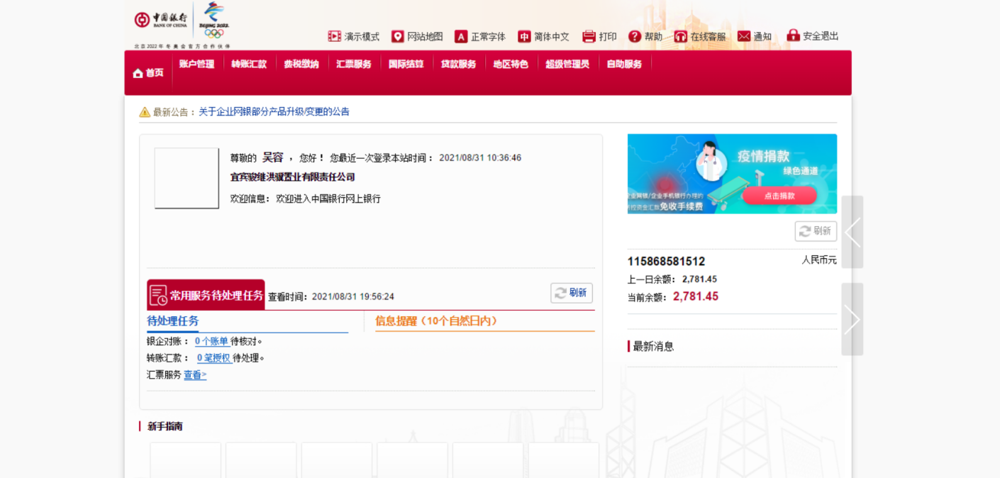 中国银行
BANK OF CHINA
BEIJING 2022
北京2022年冬奥会官方合作伙伴
演示模式 网站地图 A 正常字体 中 简体中文 打印 ? 帮助 在线客服 通知 安全退出
首页 账户管理 转账汇款 费税缴纳 汇票服务 国际结算 贷款服务 地区特色 超级管理员 自助服务
最新公告： 关于企业网银部分产品升级/变更的公告
尊敬的 吴容 ，您好！ 您最近一次登录本站时间： 2021/08/31 10:36:46
宜宾骏继洪骥置业有限责任公司
欢迎信息： 欢迎进入中国银行网上银行
常用服务待处理任务 查看时间：2021/08/31 19:56:24 刷新
待处理任务 信息提醒（10个自然日内）
银企对账： 0个账单 待核对。
转账汇款： 0笔授权 待处理。
汇票服务 查看>
新手指南
疫情捐款
绿色通道
点击捐款
企业网银/企业手机银行办理的
防控资金汇款免收手续费
刷新
115868581512 人民币元
上一日余额： 2,781.45
当前余额： 2,781.45
最新消息